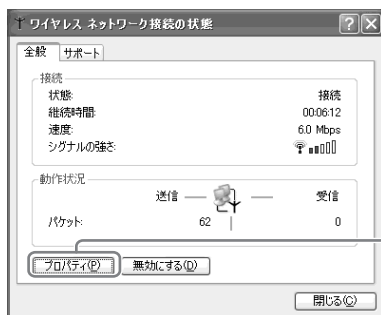 ワイヤレス ネットワーク接続の状態
全般 サポート
接続
状態: 接続
継続時間: 00:06:12
速度: 6.0 Mbps
シグナルの強さ:
動作状況
送信 受信
パケット: 62 0
プロパティ(P) 無効にする(D)
閉じる(C)